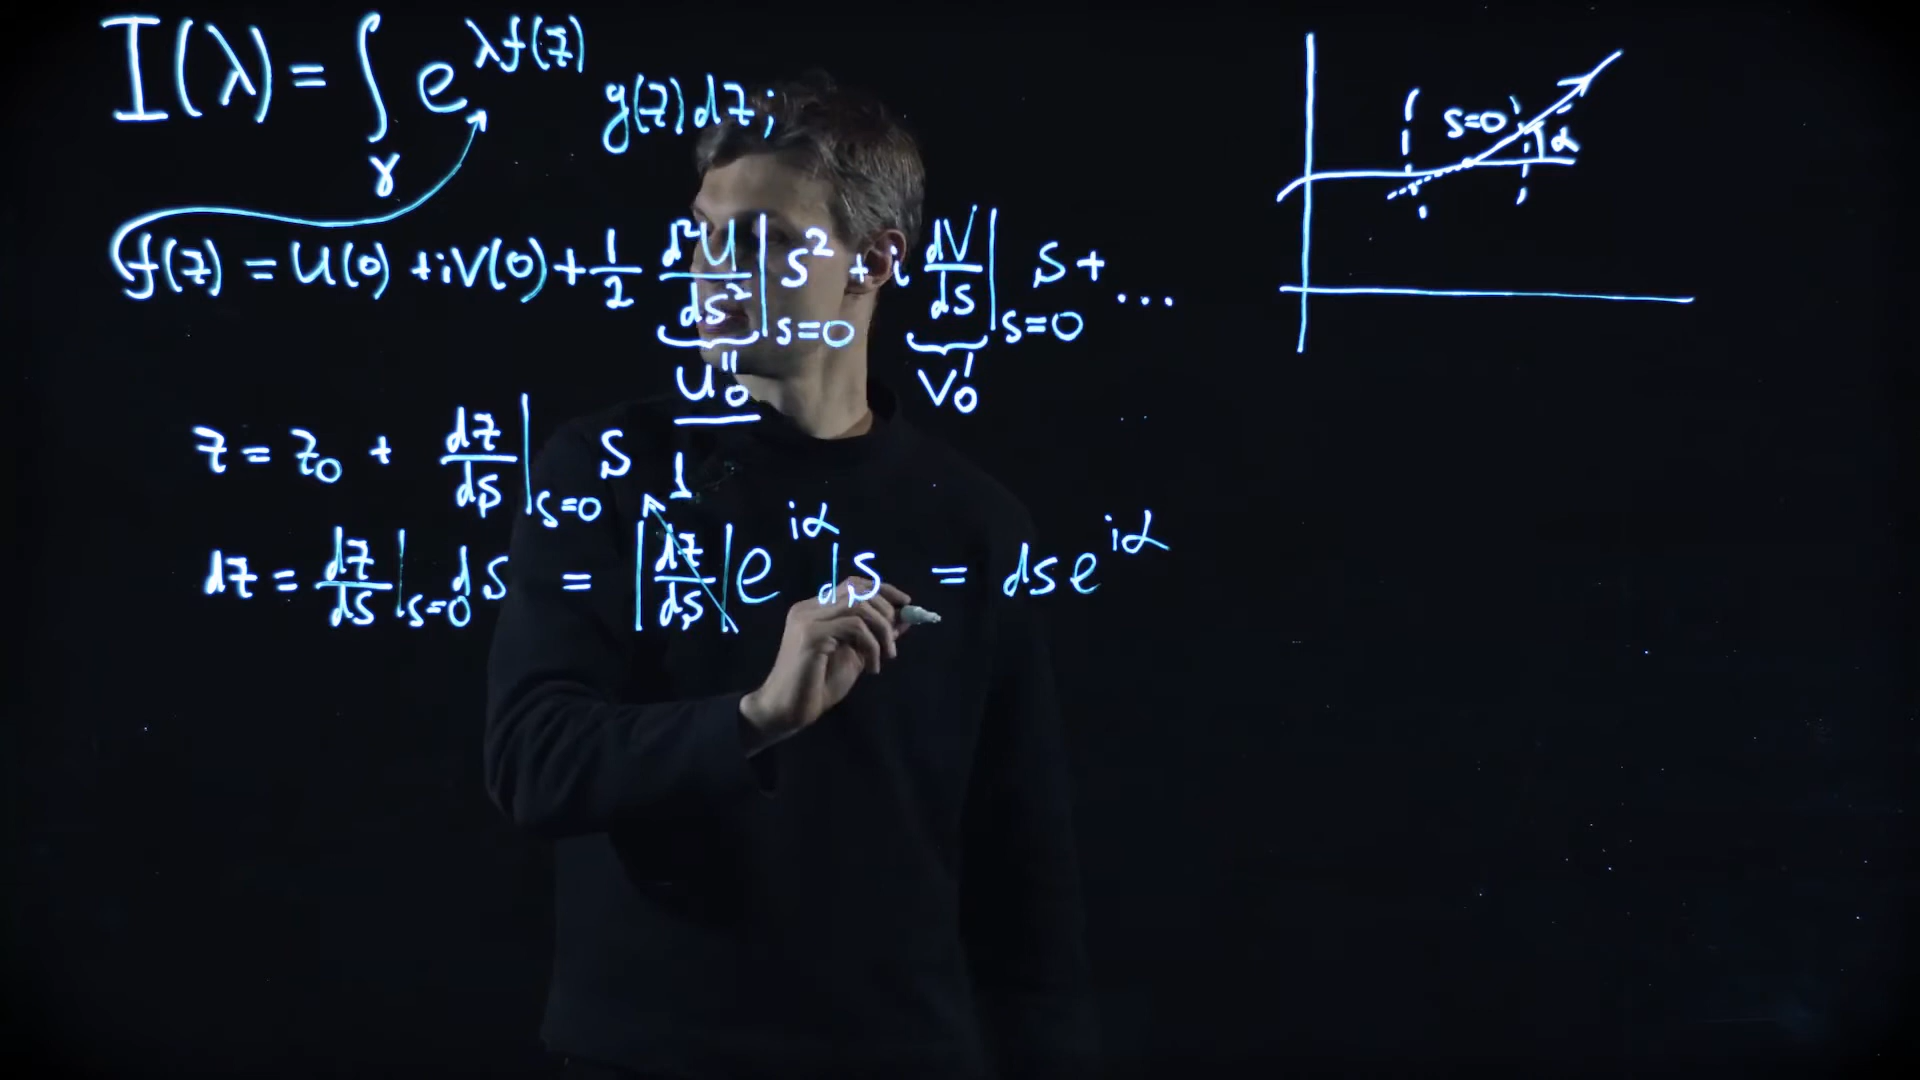 I(λ) = ∫_γ e^{λf(z)} g(z)dz;
f(z) = U(0) + iV(0) + 1/2 d²U/ds² |_{s=0} s² + i dV/ds |_{s=0} s + ...
U''_0 V'_0
z = z_0 + dz/ds |_{s=0} s
1
dz = dz/ds |_{s=0} ds = |dz/ds| e^{iα} ds = ds e^{iα}
s=0
α